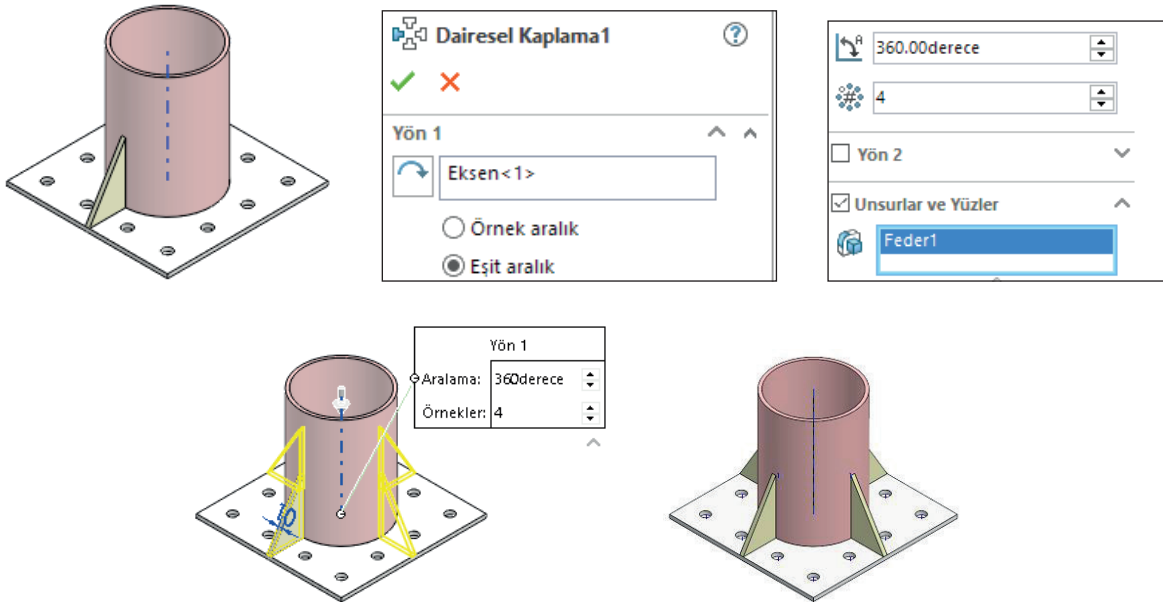 Dairesel Kaplama1
Yön 1
Eksen<1>
Örnek aralık
Eşit aralık
360.00derece
4
Yön 2
Unsurlar ve Yüzler
Feder1
Yön 1
Aralama: 360derece
Örnekler: 4
10